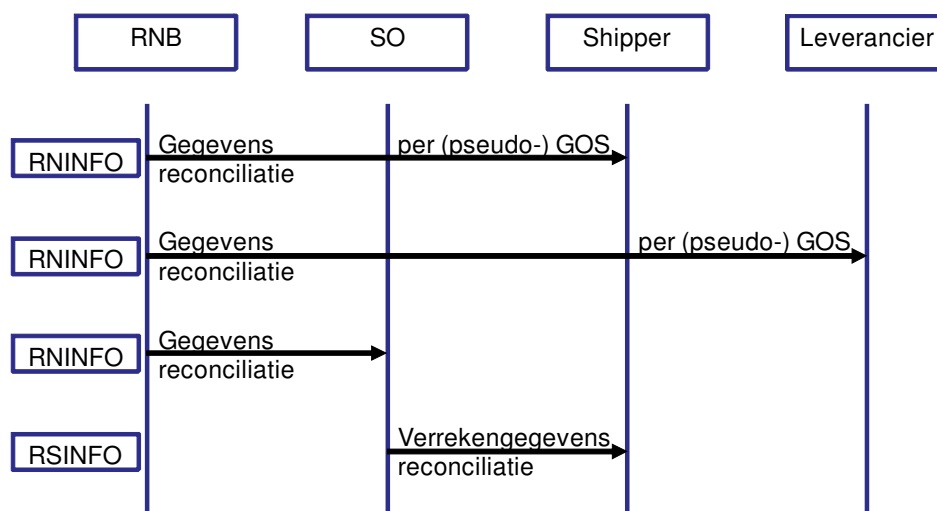 RNB SO Shipper Leverancier
Gegevens per (pseudo-) GOS
RNINFO
reconciliatie
Gegevens per (pseudo-) GOS
RNINFO
reconciliatie
Gegevens
RNINFO
reconciliatie
Verrekengegevens
RSINFO
reconciliatie